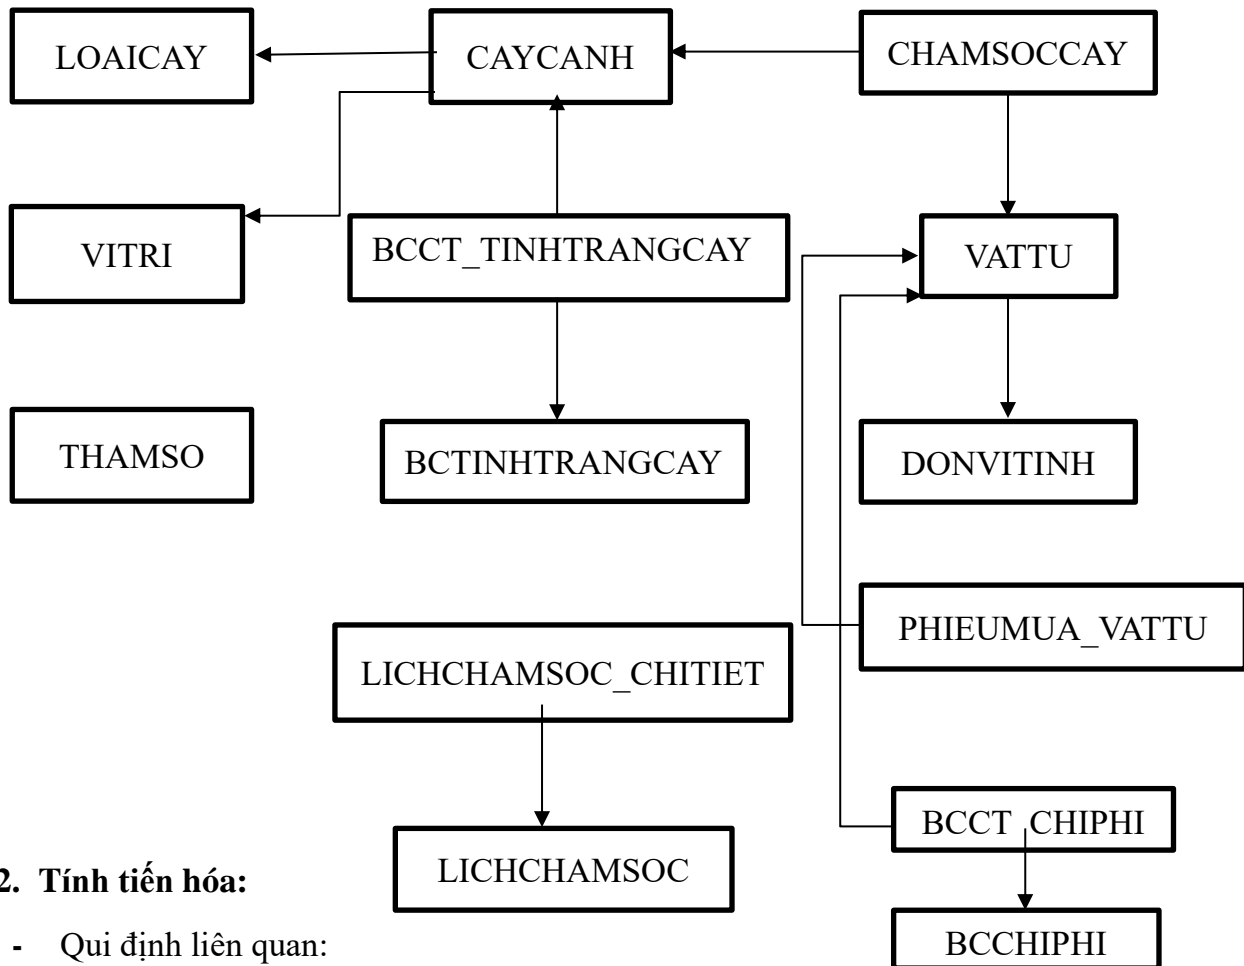 LOAICAY
CAYCANH
CHAMSOCCAY
VITRI
BCCT_TINHTRANGCAY
VATTU
THAMSO
BCTINHTRANGCAY
DONVITINH
PHIEUMUA_VATTU
LICHCHAMSOC_CHITIET
BCCT_CHIPHI
LICHCHAMSOC
2. Tính tiến hóa:
BCCHIPHI
- Qui định liên quan: